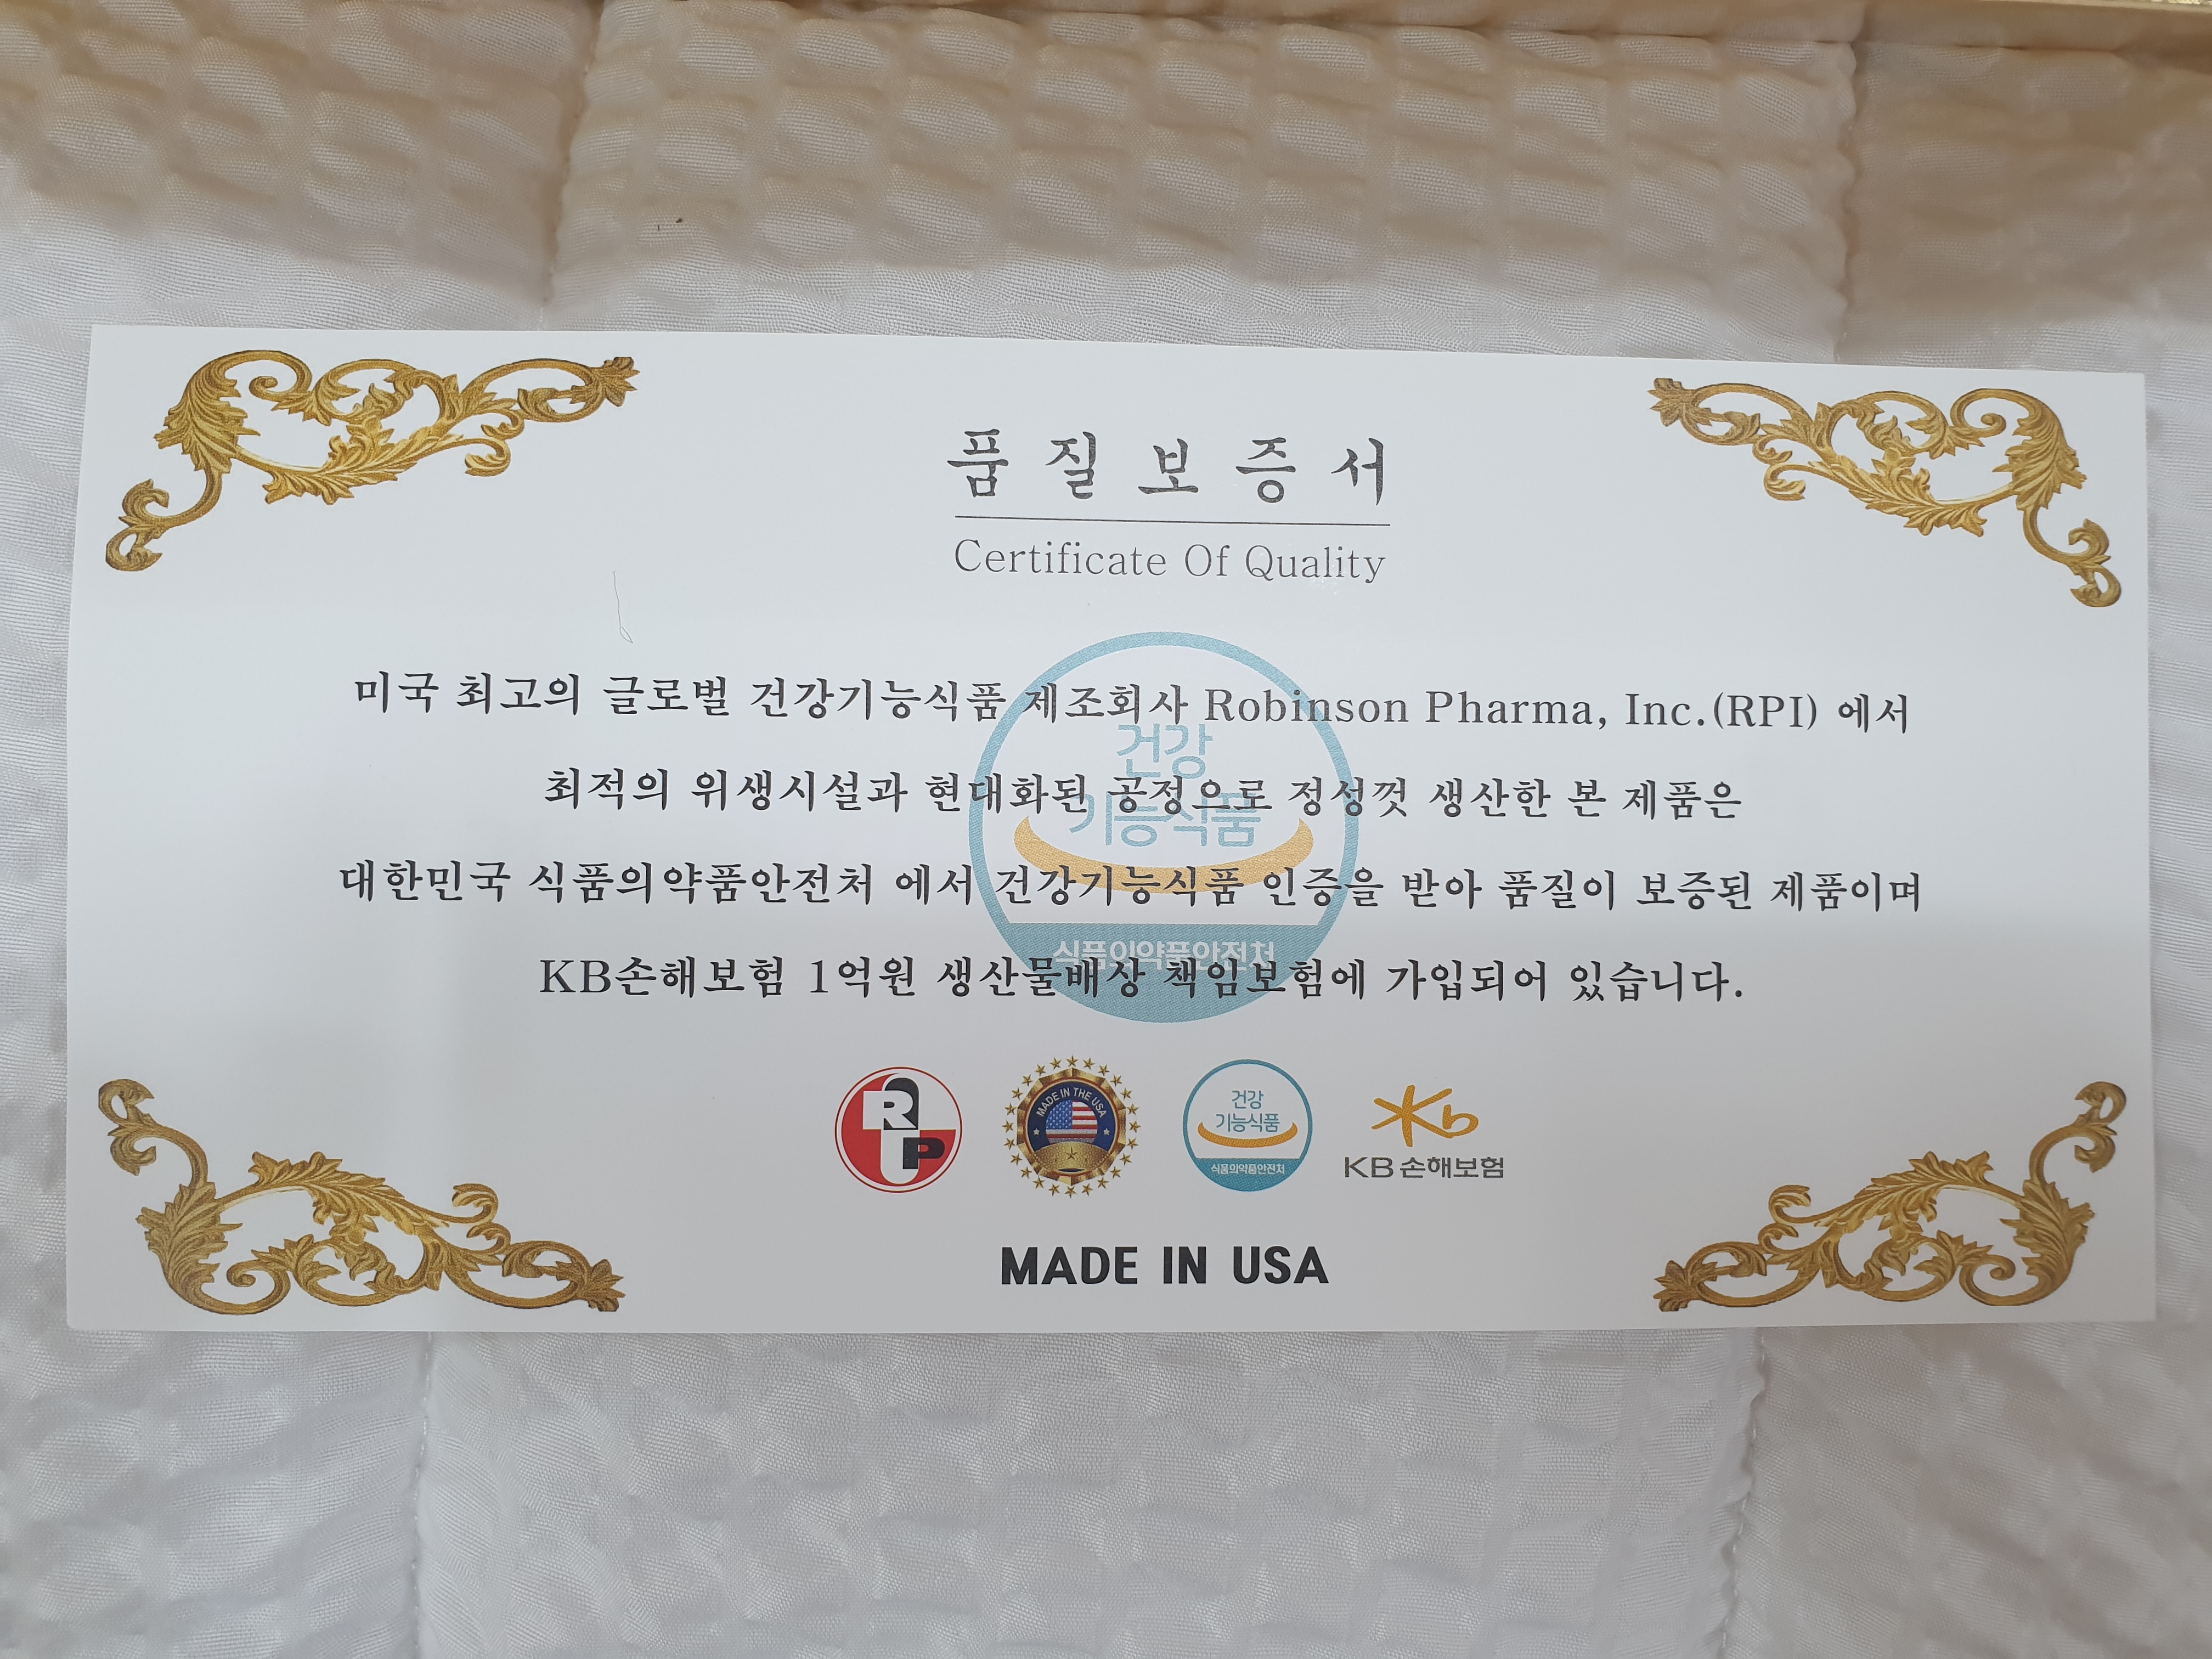 품질보증서
Certificate Of Quality
미국 최고의 글로벌 건강기능식품 제조회사 Robinson Pharma, Inc.(RPI) 에서
최적의 위생시설과 현대화된 공정으로 정성껏 생산한 본 제품은
대한민국 식품의약품안전처 에서 건강기능식품 인증을 받아 품질이 보증된 제품이며
KB손해보험 1억원 생산물배상 책임보험에 가입되어 있습니다.
건강
기능식품
식품의약품안전처
RP
MADE IN THE USA
건강
기능식품
식품의약품안전처
Kb
KB손해보험
MADE IN USA